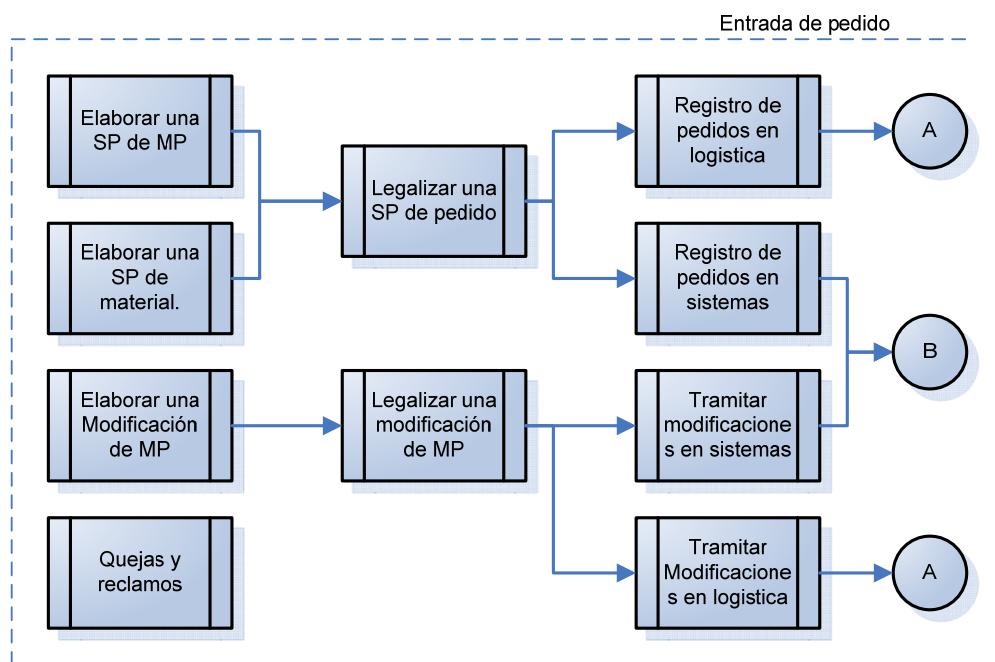 Entrada de pedido
Elaborar una
SP de MP
Legalizar una
SP de pedido
Registro de
pedidos en
logistica
A
Elaborar una
SP de
material.
Registro de
pedidos en
sistemas
B
Elaborar una
Modificación
de MP
Legalizar una
modificación
de MP
Tramitar
modificacione
s en sistemas
Quejas y
reclamos
Tramitar
Modificacione
s en logistica
A